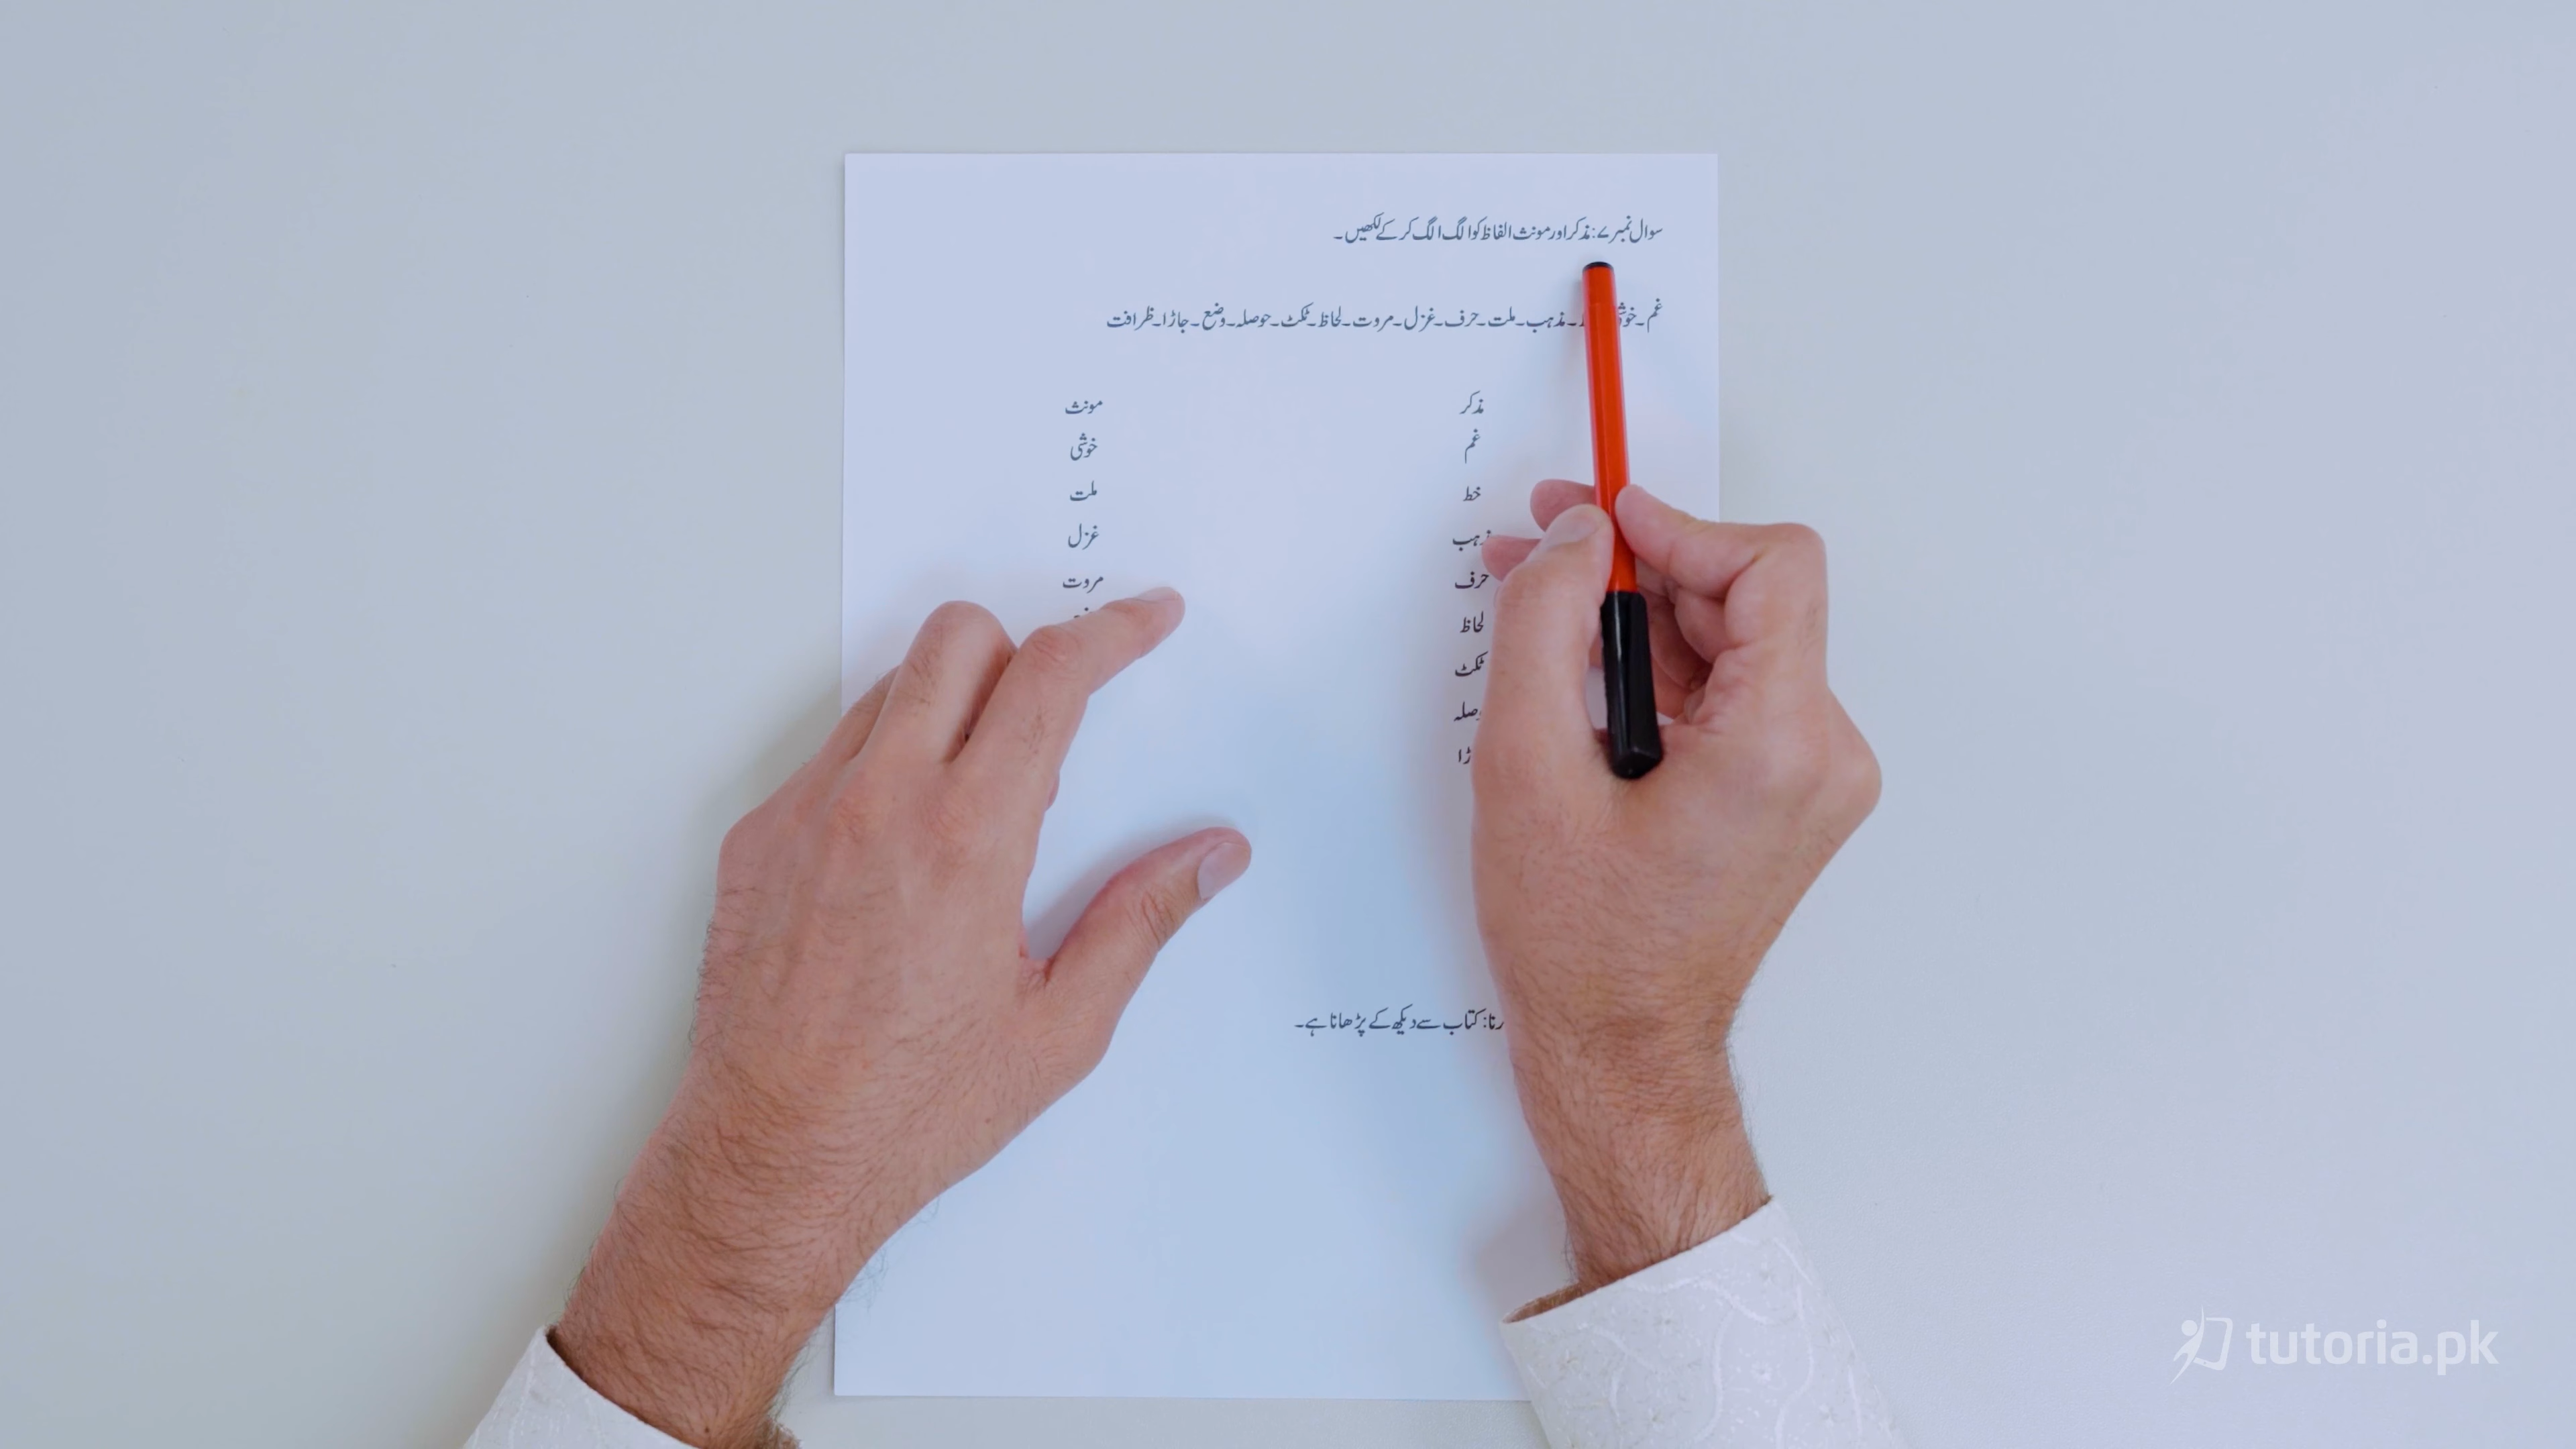 سوال نمبر ۷: مذکر اور مونث الفاظ کو الگ الگ کر کے لکھیں۔
غم۔خوشی۔مذہب۔ملت۔حرف۔غزل۔مروت۔لحاظ۔ٹکٹ۔حوصلہ۔وضع۔جاڑا۔ظرافت
مذکر مونث
غم خوشی
خط ملت
مذہب غزل
حرف مروت
لحاظ
ٹکٹ
کتاب سے دیکھ کے پڑھانا ہے۔
tutoria.pk